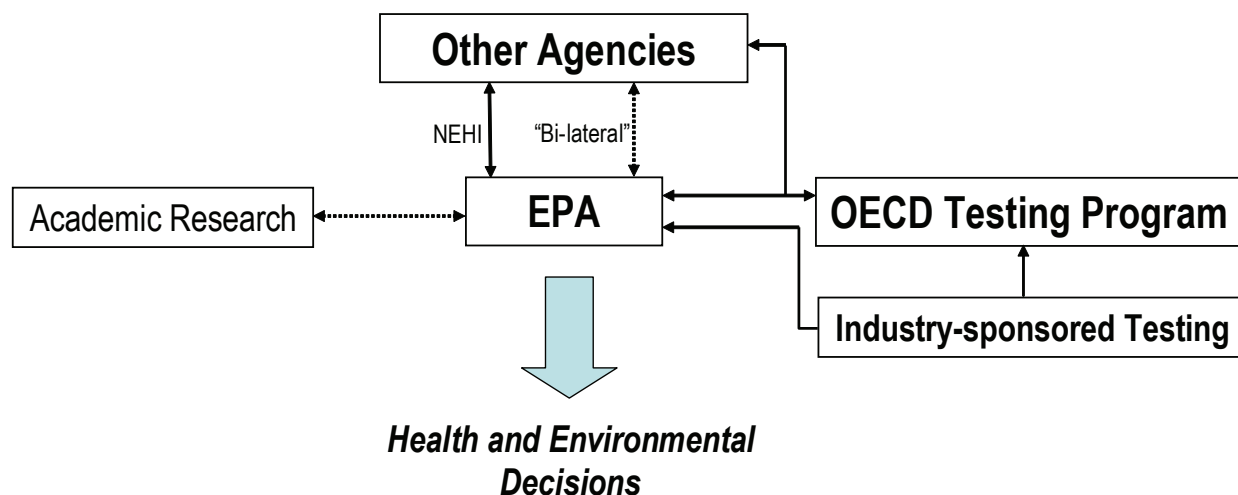 Other Agencies
NEHI
“Bi-lateral”
Academic Research
EPA
OECD Testing Program
Industry-sponsored Testing
Health and Environmental
Decisions